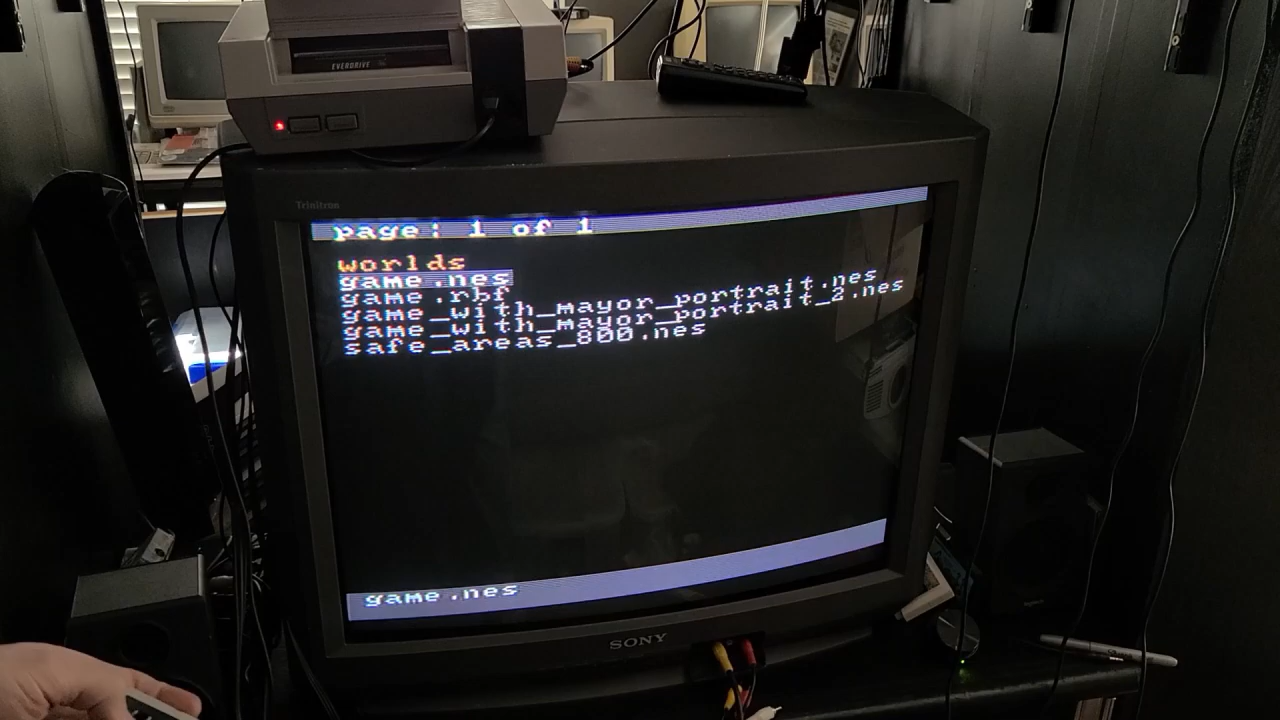 EVERDRIVE
Trinitron
page: 1 of 1
worlds
game.nes
game.rbf
game_with_mayor_portrait.nes
game_with_mayor_portrait_2.nes
safe_areas_800.nes
game.nes
SONY